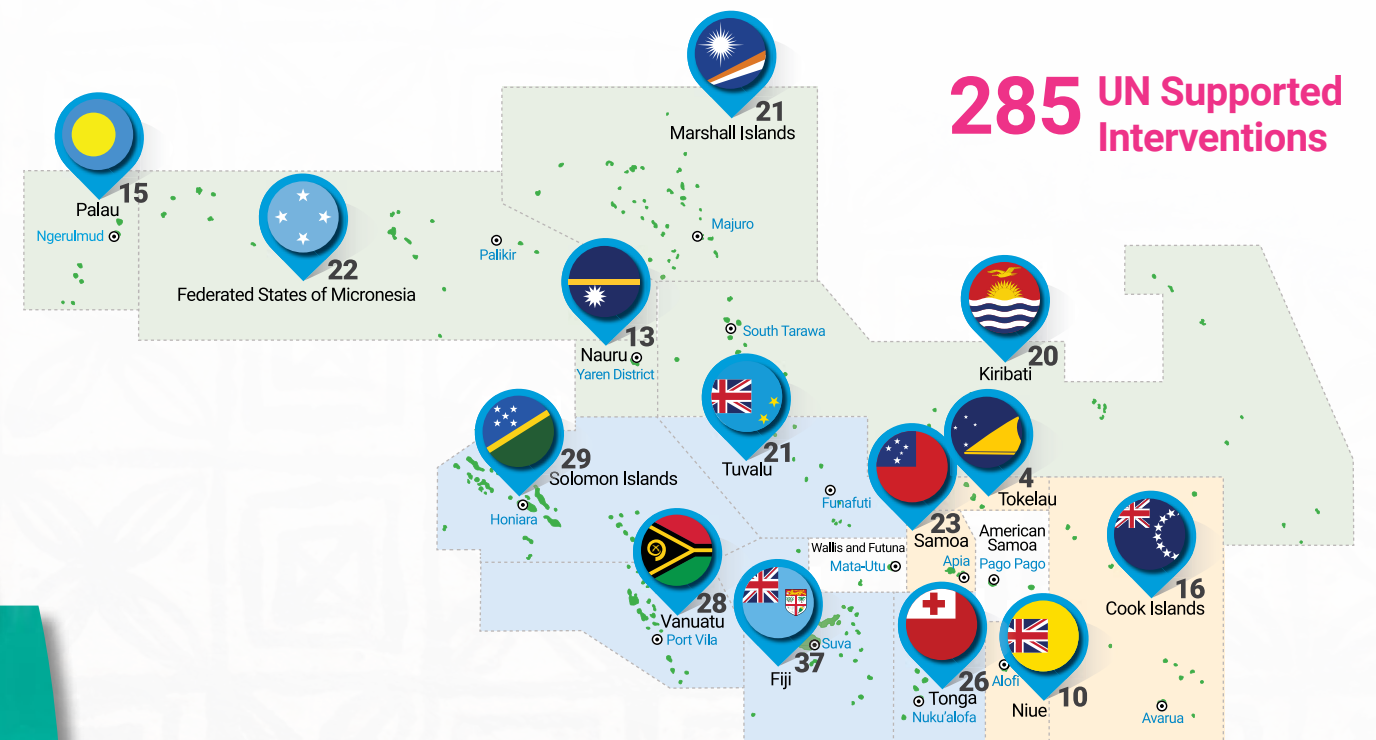 285 UN Supported
Interventions
21
Marshall Islands
15
Palau
Ngerulmud
22
Federated States of Micronesia
Palikir
Majuro
13
Nauru
Yaren District
South Tarawa
20
Kiribati
29
Solomon Islands
Honiara
21
Tuvalu
Funafuti
4
Tokelau
23
Samoa
Apia
American
Samoa
Pago Pago
Wallis and Futuna
Mata-Utu
16
Cook Islands
Avarua
28
Vanuatu
Port Vila
37
Fiji
Suva
26
Tonga
Nuku'alofa
Alofi
10
Niue